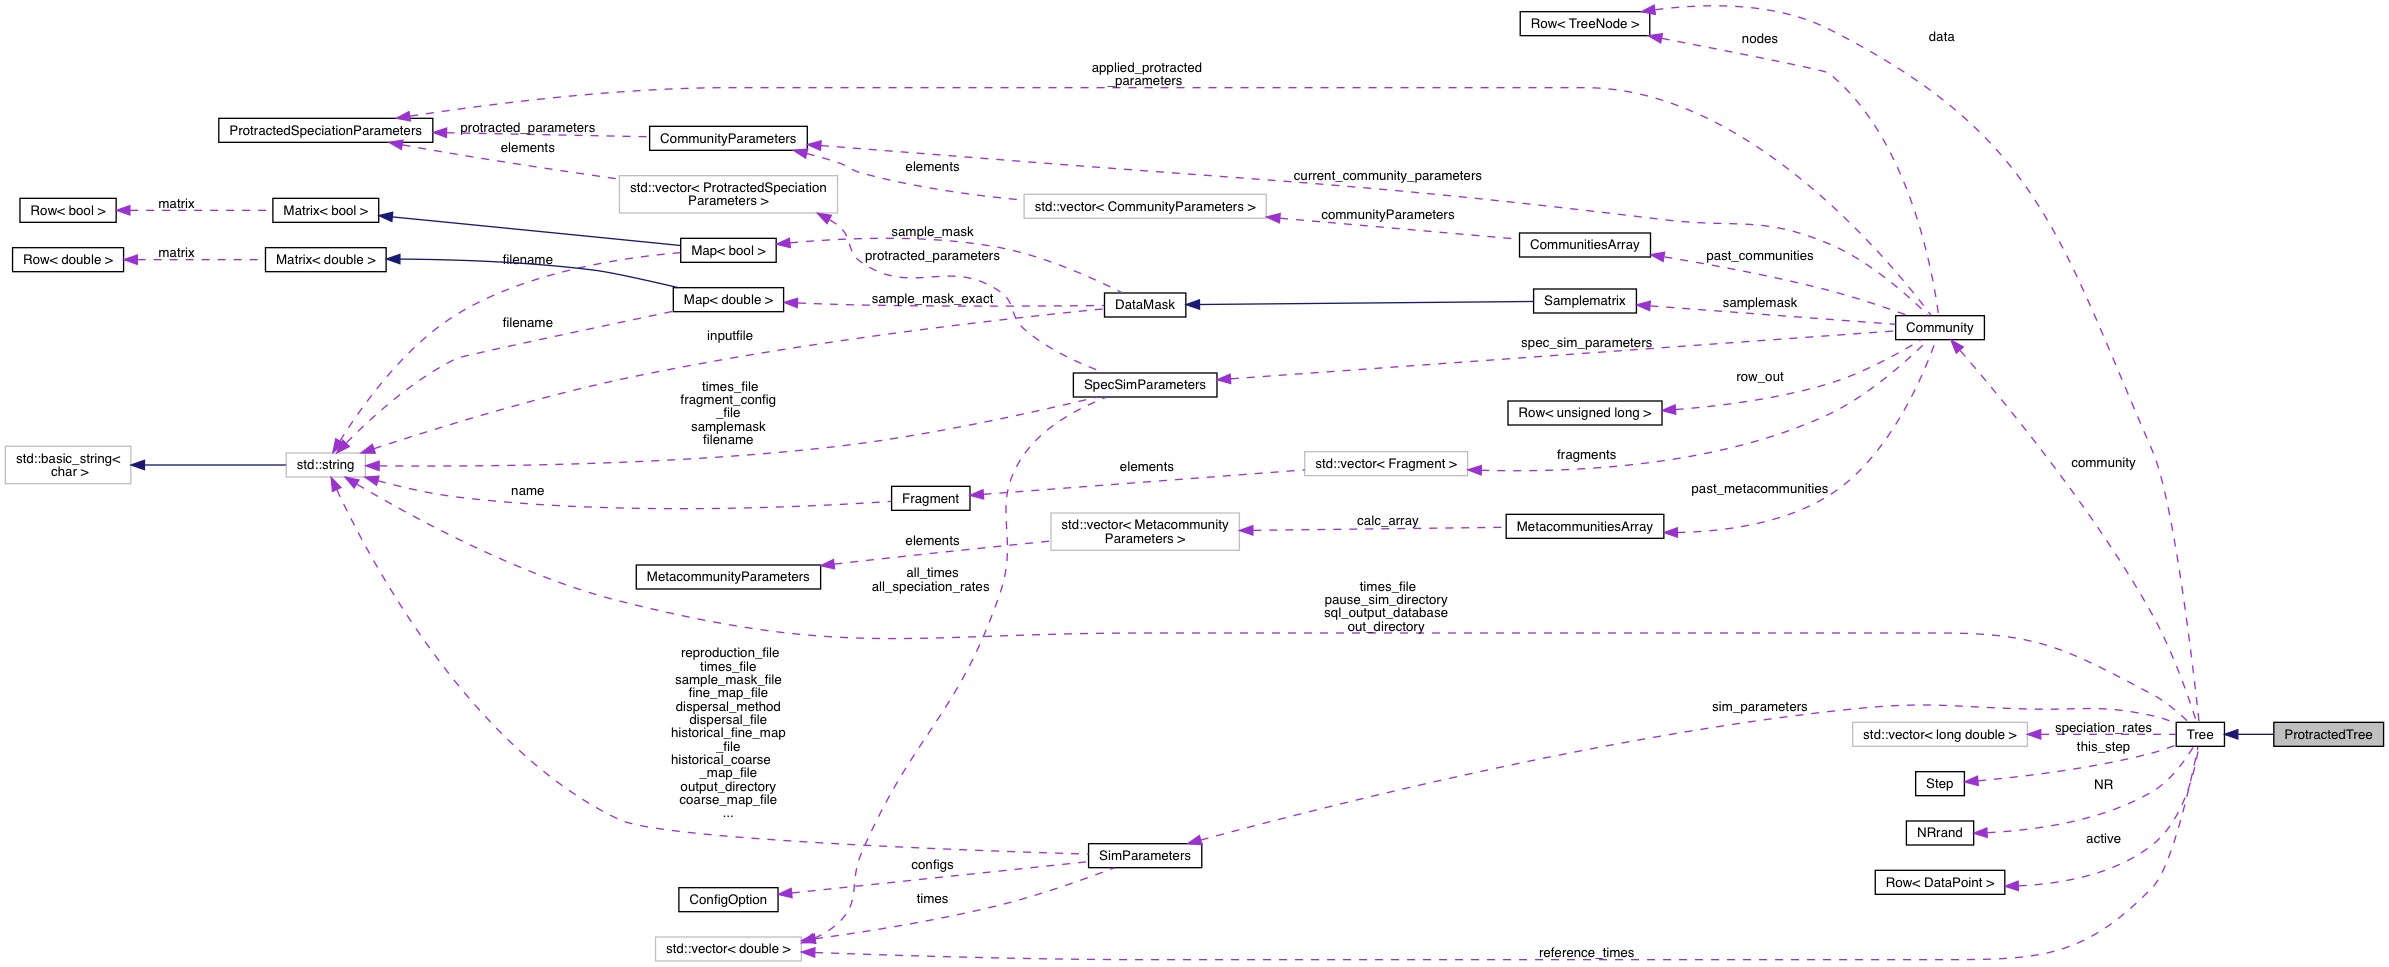 Row< TreeNode >
data
nodes
applied_protracted
_parameters
ProtractedSpeciationParameters
protracted_parameters
CommunityParameters
elements
elements
current_community_parameters
std::vector< ProtractedSpeciation
Parameters >
Row< bool >
matrix
Matrix< bool >
std::vector< CommunityParameters >
communityParameters
CommunitiesArray
sample_mask
Map< bool >
past_communities
Row< double >
matrix
Matrix< double >
filename
protracted_parameters
Map< double >
sample_mask_exact
DataMask
Samplematrix
samplemask
filename
inputfile
Community
spec_sim_parameters
SpecSimParameters
row_out
times_file
fragment_config
_file
samplemask
filename
Row< unsigned long >
std::basic_string<
char >
std::string
elements
std::vector< Fragment >
fragments
community
name
Fragment
past_metacommunities
std::vector< Metacommunity
Parameters >
calc_array
MetacommunitiesArray
elements
MetacommunityParameters
all_times
all_speciation_rates
times_file
pause_sim_directory
sql_output_database
out_directory
reproduction_file
times_file
sample_mask_file
fine_map_file
dispersal_method
dispersal_file
historical_fine_map
_file
historical_coarse
_map_file
output_directory
coarse_map_file
...
sim_parameters
std::vector< long double >
speciation_rates
Tree
ProtractedTree
this_step
Step
NR
NRrand
active
SimParameters
configs
Row< DataPoint >
ConfigOption
times
std::vector< double >
reference_times